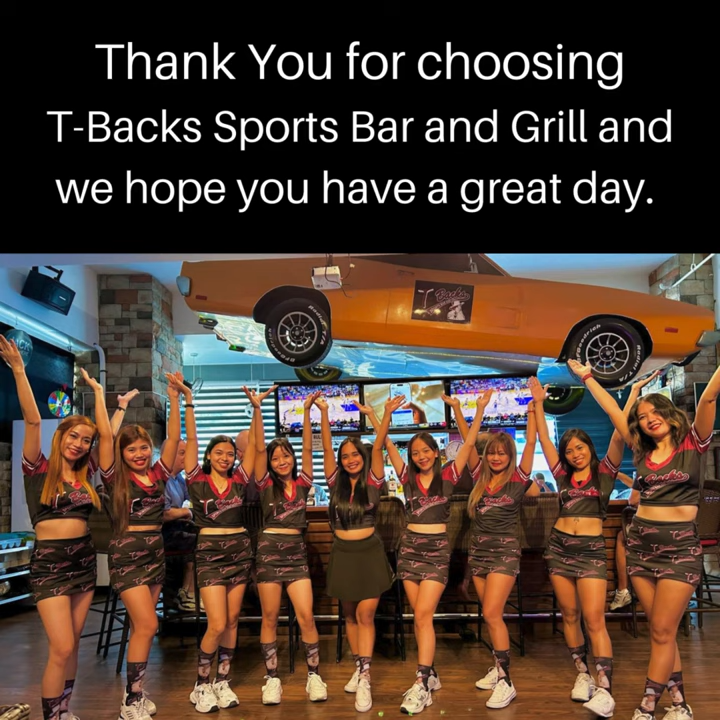 Thank You for choosing
T-Backs Sports Bar and Grill and
we hope you have a great day.